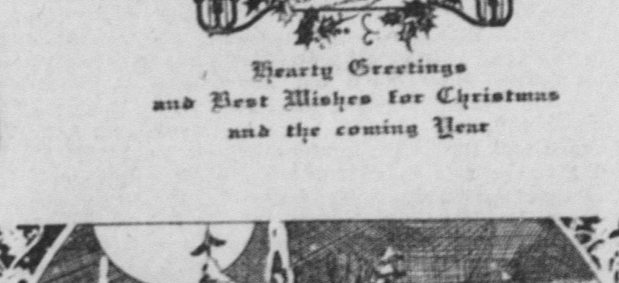 Hearty Greetings
and Best Wishes for Christmas
and the coming Year